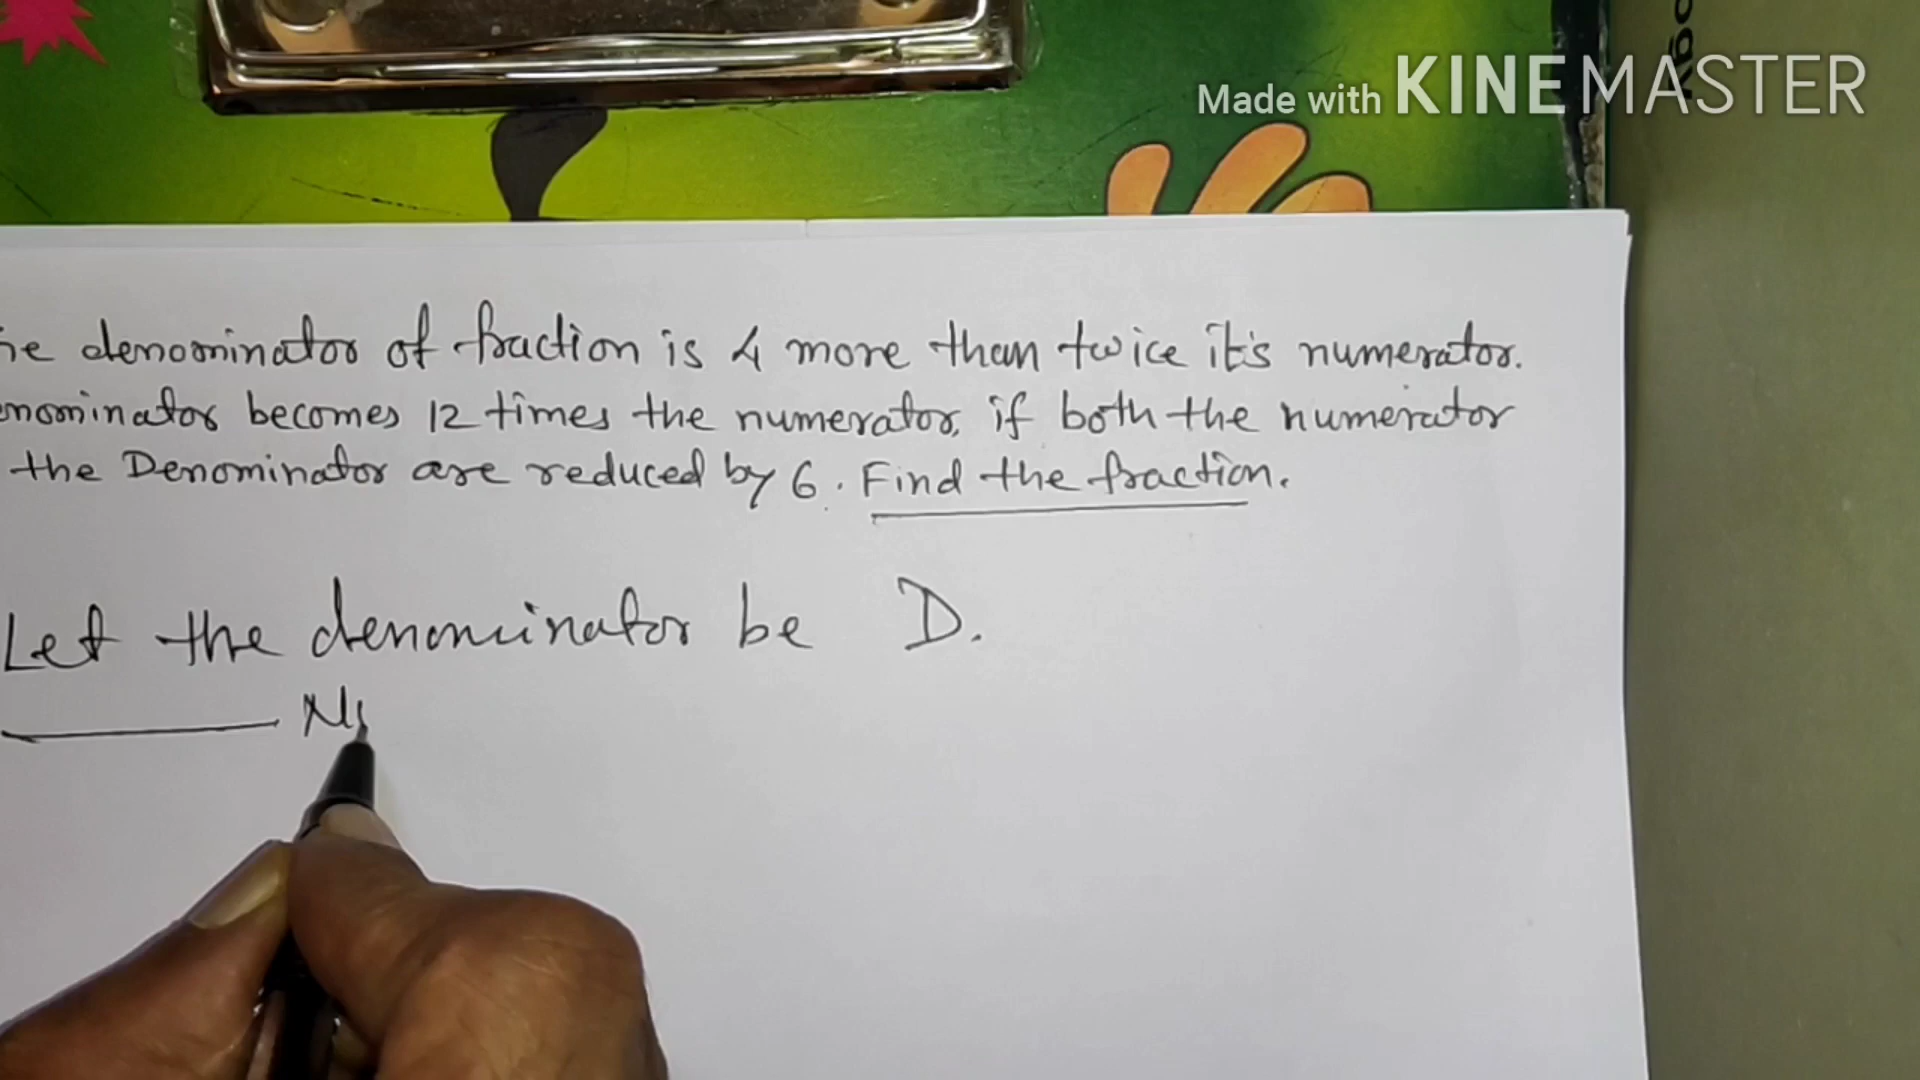 Made with KINEMASTER
denominator of fraction is 4 more than twice it's numerator.
becomes 12 times the numerator, if both the numerator
the Denominator are reduced by 6. Find the fraction.
Let the denominator be D.